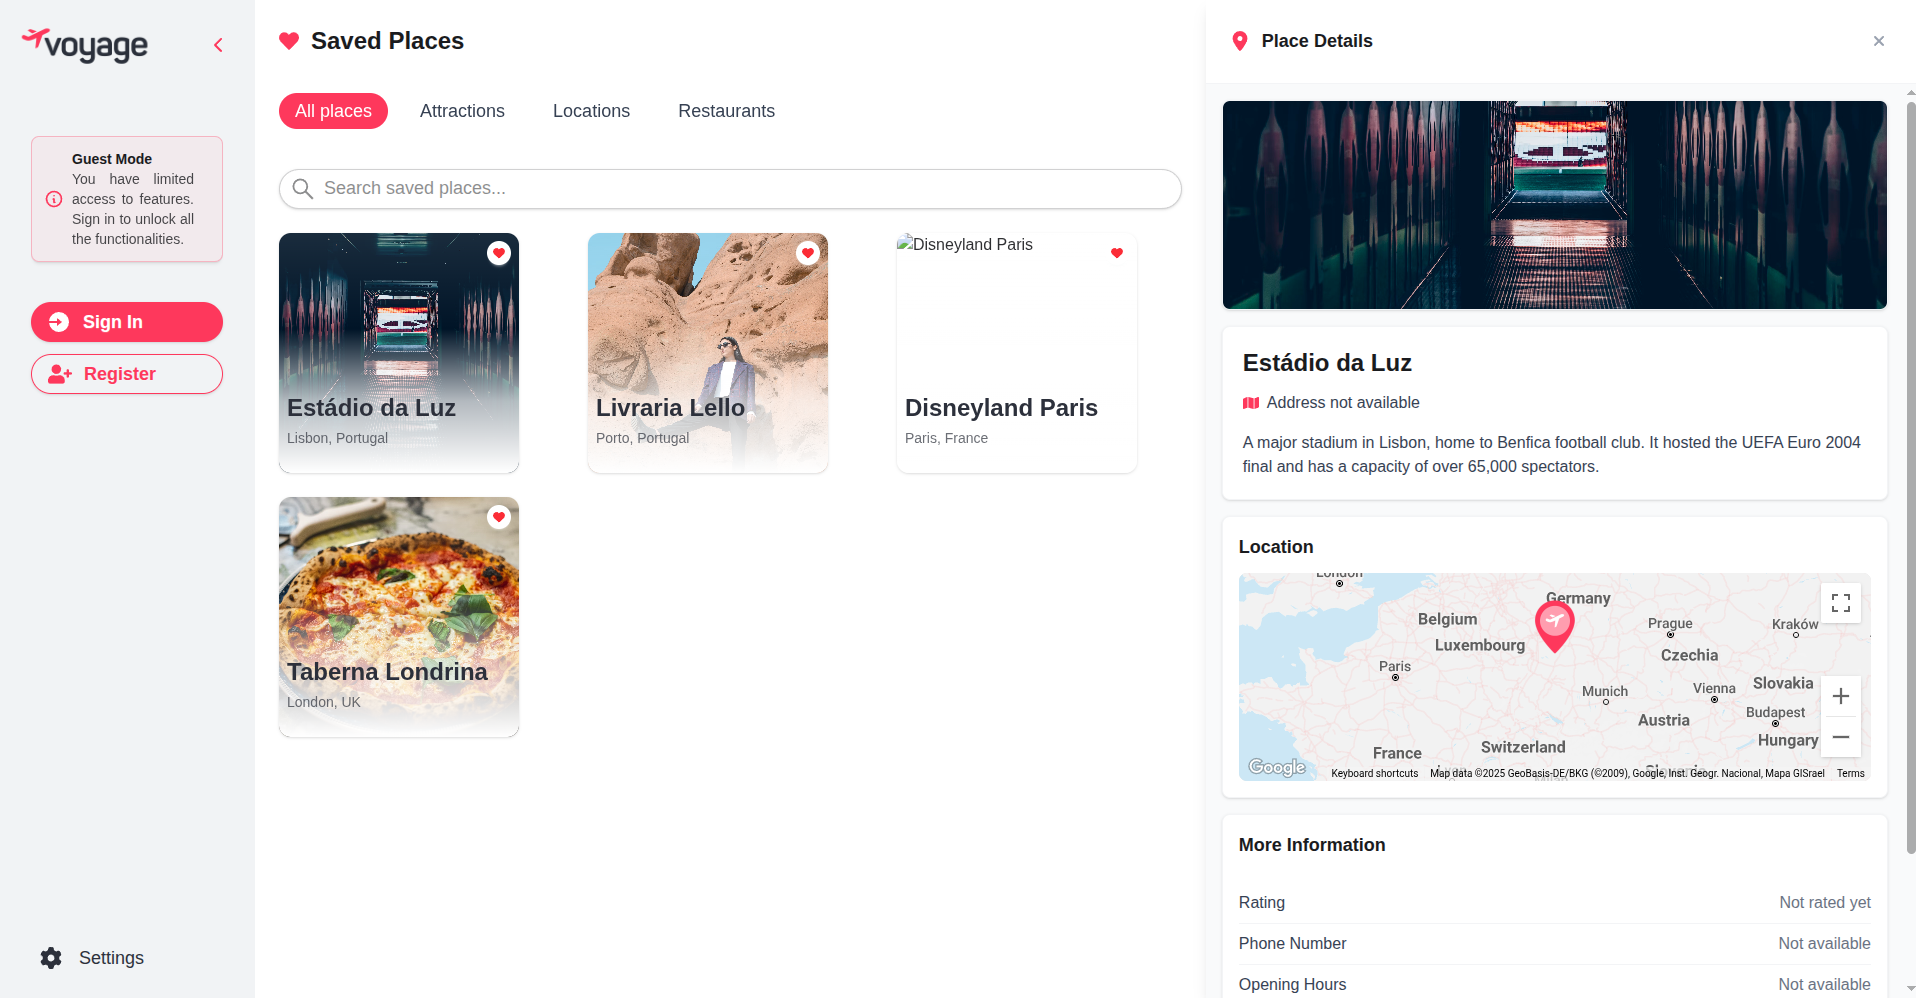 voyage
Guest Mode
You have limited
access to features.
Sign in to unlock all
the functionalities.
Sign In
Register
Settings
Saved Places
All places
Attractions
Locations
Restaurants
Search saved places...
Estádio da Luz
Lisbon, Portugal
Livraria Lello
Porto, Portugal
Disneyland Paris
Disneyland Paris
Paris, France
Taberna Londrina
London, UK
Place Details
Estádio da Luz
Address not available
A major stadium in Lisbon, home to Benfica football club. It hosted the UEFA Euro 2004
final and has a capacity of over 65,000 spectators.
Location
London
Germany
Belgium
Prague
Kraków
Luxembourg
Czechia
Paris
Slovakia
Munich
Vienna
Budapest
Austria
Hungary
Switzerland
France
Slovenia
Google
Keyboard shortcuts
Map data ©2025 GeoBasis-DE/BKG (©2009), Google, Inst. Geogr. Nacional, Mapa GISrael
Terms
More Information
Rating
Not rated yet
Phone Number
Not available
Opening Hours
Not available